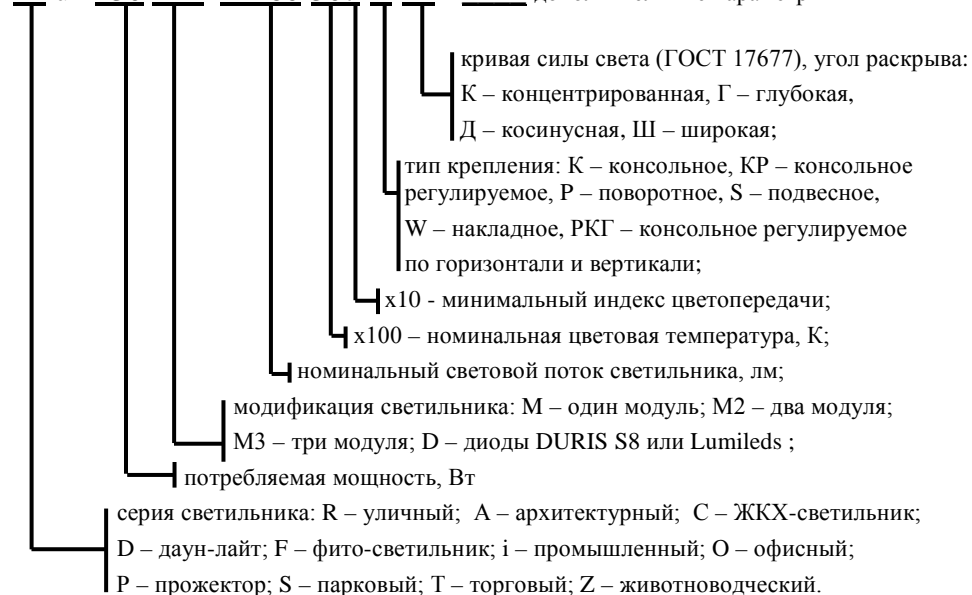 кривая силы света (ГОСТ 17677), угол раскрыва:
К – концентрированная, Г – глубокая,
Д – косинусная, Ш – широкая;
тип крепления: К – консольное, КР – консольное
регулируемое, Р – поворотное, S – подвесное,
W – накладное, РКГ – консольное регулируемое
по горизонтали и вертикали;
х10 - минимальный индекс цветопередачи;
х100 – номинальная цветовая температура, К;
номинальный световой поток светильника, лм;
модификация светильника: М – один модуль; М2 – два модуля;
М3 – три модуля; D – диоды DURIS S8 или Lumileds ;
потребляемая мощность, Вт
серия светильника: R – уличный; A – архитектурный; С – ЖКХ-светильник;
D – даун-лайт; F – фито-светильник; i – промышленный; О – офисный;
P – прожектор; S – парковый; T – торговый; Z – животноводческий.